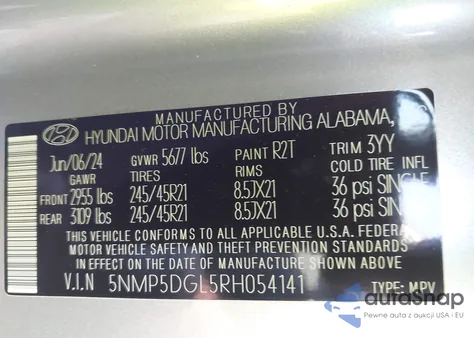 MANUFACTURED BY
HYUNDAI MOTOR MANUFACTURING ALABAMA,
Jun/06/24 GVWR 5677 lbs PAINT R2T TRIM 3YY
GAWR TIRES RIMS COLD TIRE INFL
FRONT 2955 lbs 245/45R21 8.5JX21 36 psi SINGLE
REAR 3109 lbs 245/45R21 8.5JX21 36 psi SINGLE
THIS VEHICLE CONFORMS TO ALL APPLICABLE U.S.A. FEDERA
MOTOR VEHICLE SAFETY AND THEFT PREVENTION STANDARDS
IN EFFECT ON THE DATE OF MANUFACTURE SHOWN ABOVE.
V.I.N 5NMP5DGL5RH054141 TYPE: MPV
autoSnap
Pewne auta z aukcji USA i EU